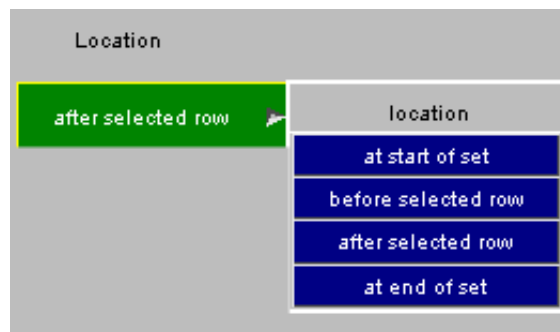 Location
after selected row
location
at start of set
before selected row
after selected row
at end of set